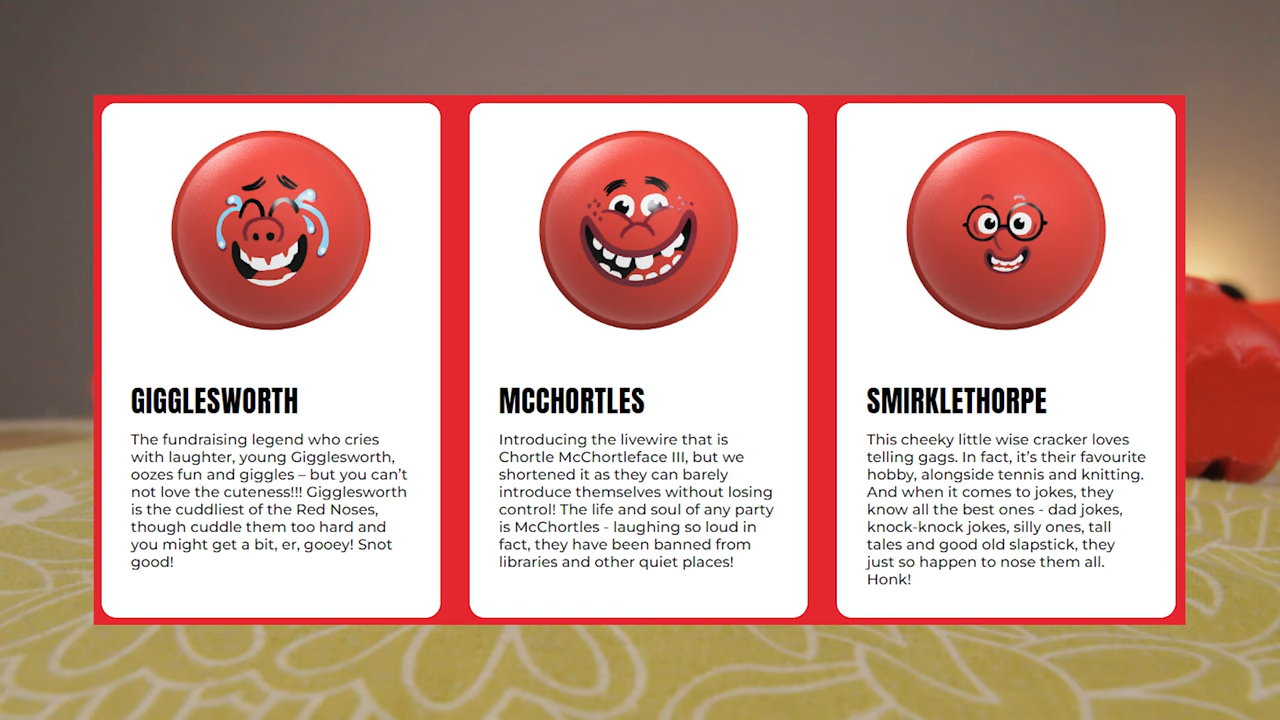 GIGGLESWORTH
The fundraising legend who cries
with laughter, young Gigglesworth,
oozes fun and giggles – but you can't
not love the cuteness!!! Gigglesworth
is the cuddliest of the Red Noses,
though cuddle them too hard and
you might get a bit, er, gooey! Snot
good!
MCCHORTLES
Introducing the livewire that is
Chortle McChortleface III, but we
shortened it as they can barely
introduce themselves without losing
control! The life and soul of any party
is McChortles - laughing so loud in
fact, they have been banned from
libraries and other quiet places!
SMIRKLETHORPE
This cheeky little wise cracker loves
telling gags. In fact, it's their favourite
hobby, alongside tennis and knitting.
And when it comes to jokes, they
know all the best ones - dad jokes,
knock-knock jokes, silly ones, tall
tales and good old slapstick, they
just so happen to nose them all.
Honk!